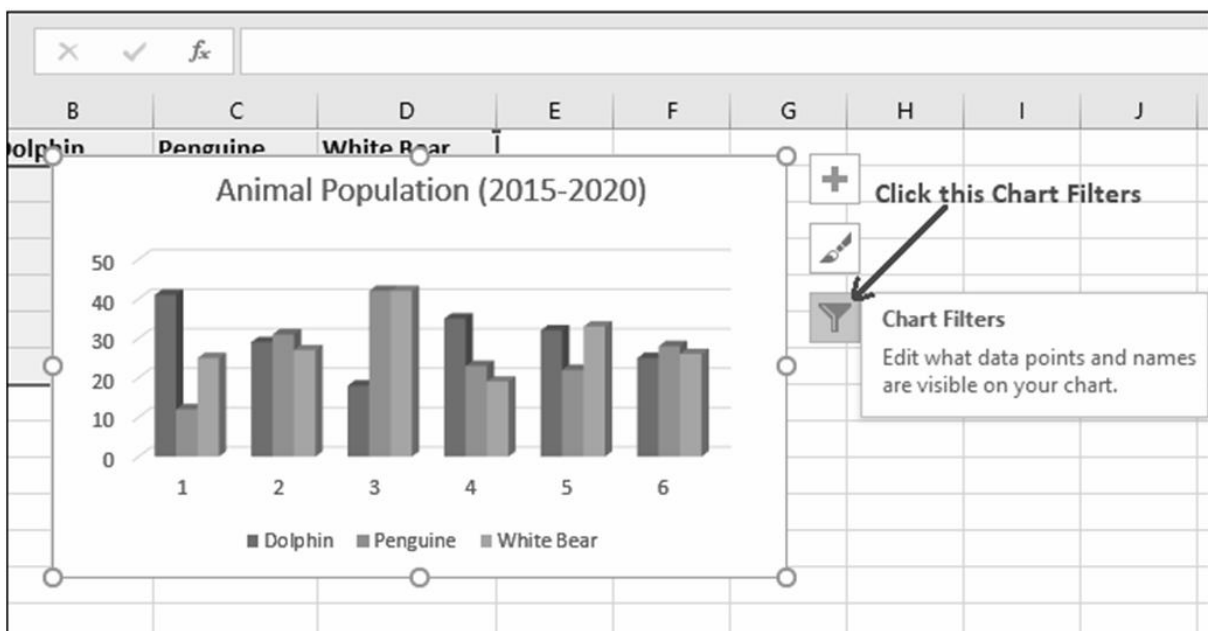 fx
B C D E F G H I J
Dolphin Penguine White Bear
Animal Population (2015-2020)
50
40
30
20
10
0
1 2 3 4 5 6
Dolphin Penguine White Bear
Click this Chart Filters
Chart Filters
Edit what data points and names
are visible on your chart.